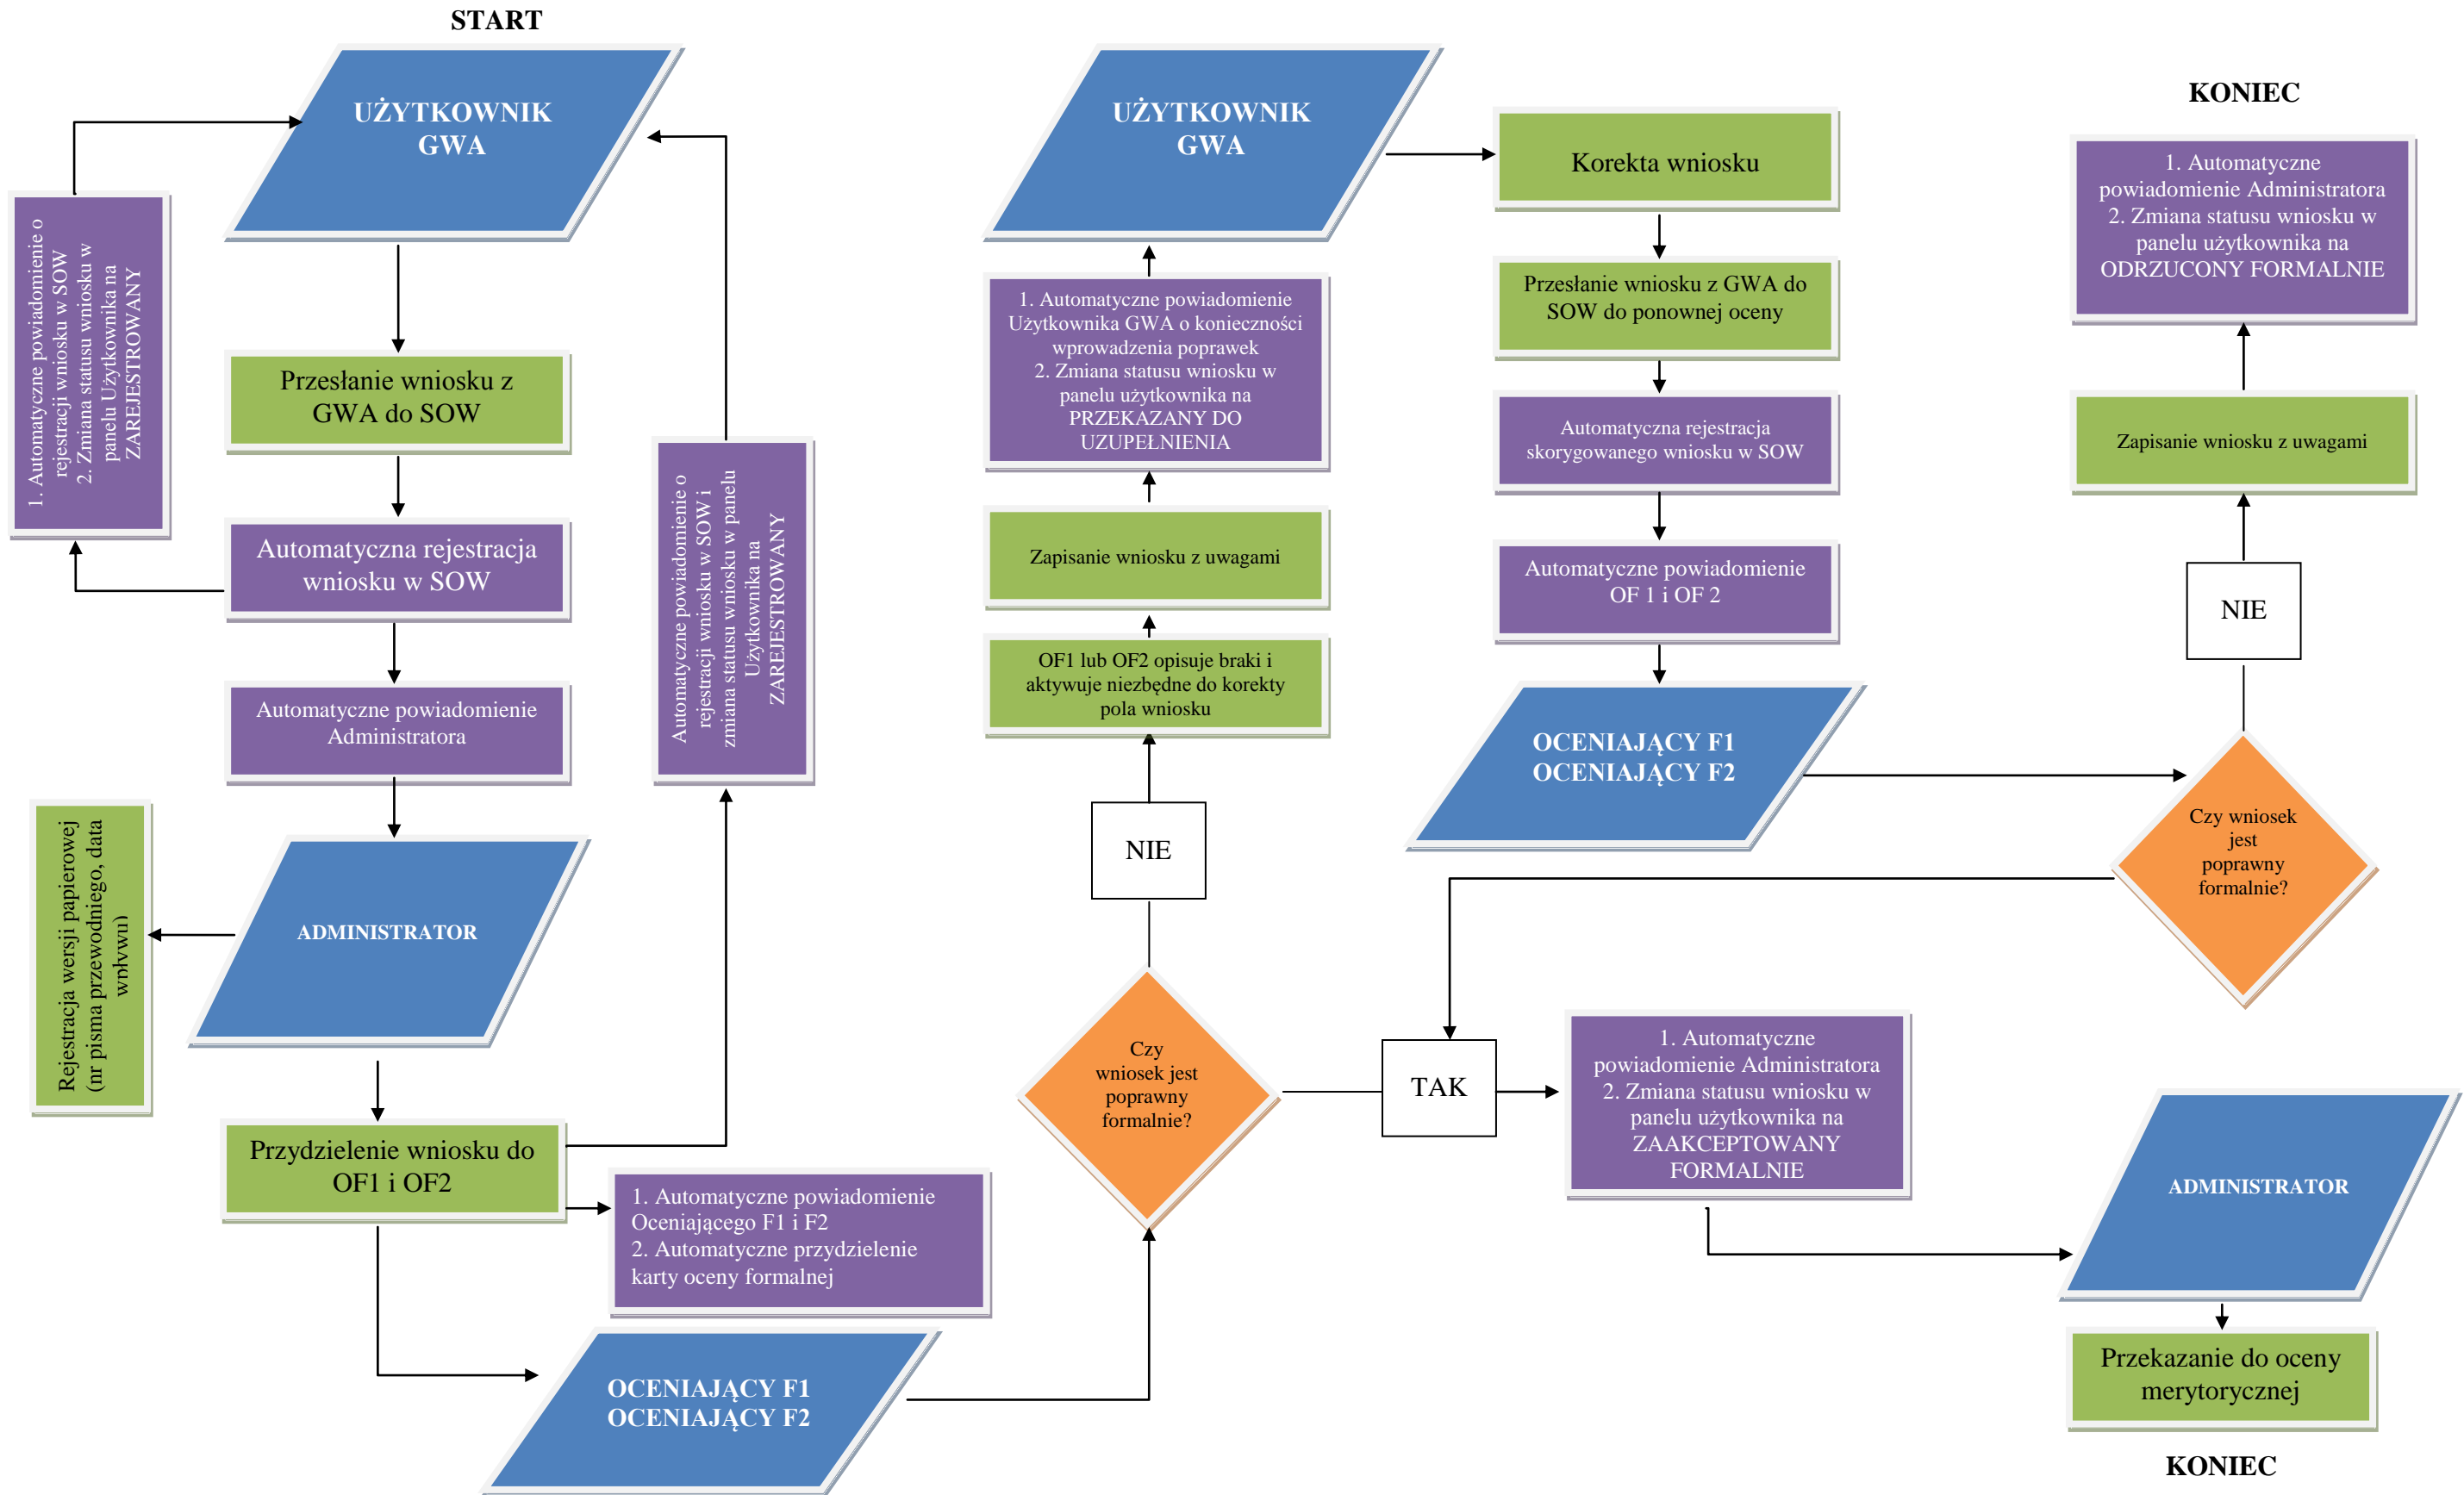 START
UŻYTKOWNIK
GWA
1. Automatyczne powiadomienie o
rejestracji wniosku w SOW
2. Zmiana statusu wniosku w
panelu Użytkownika na
ZAREJESTROWANY
Przesłanie wniosku z
GWA do SOW
Automatyczna rejestracja
wniosku w SOW
Automatyczne powiadomienie
Administratora
ADMINISTRATOR
Rejestracja wersji papierowej
(nr pisma przewodniego, data
wpływu)
Przydzielenie wniosku do
OF1 i OF2
Automatyczne powiadomienie o
rejestracji wniosku w SOW i
zmiana statusu wniosku w panelu
Użytkownika na
ZAREJESTROWANY
1. Automatyczne powiadomienie
Oceniającego F1 i F2
2. Automatyczne przydzielenie
karty oceny formalnej
OCENIAJĄCY F1
OCENIAJĄCY F2
Czy
wniosek jest
poprawny
formalnie?
NIE
OF1 lub OF2 opisuje braki i
aktywuje niezbędne do korekty
pola wniosku
Zapisanie wniosku z uwagami
1. Automatyczne powiadomienie
Użytkownika GWA o konieczności
wprowadzenia poprawek
2. Zmiana statusu wniosku w
panelu użytkownika na
PRZEKAZANY DO
UZUPEŁNIENIA
UŻYTKOWNIK
GWA
Korekta wniosku
Przesłanie wniosku z GWA do
SOW do ponownej oceny
Automatyczna rejestracja
skorygowanego wniosku w SOW
Automatyczne powiadomienie
OF 1 i OF 2
OCENIAJĄCY F1
OCENIAJĄCY F2
Czy wniosek
jest
poprawny
formalnie?
NIE
Zapisanie wniosku z uwagami
1. Automatyczne
powiadomienie Administratora
2. Zmiana statusu wniosku w
panelu użytkownika na
ODRZUCONY FORMALNIE
KONIEC
TAK
1. Automatyczne
powiadomienie Administratora
2. Zmiana statusu wniosku w
panelu użytkownika na
ZAAKCEPTOWANY
FORMALNIE
ADMINISTRATOR
Przekazanie do oceny
merytorycznej
KONIEC